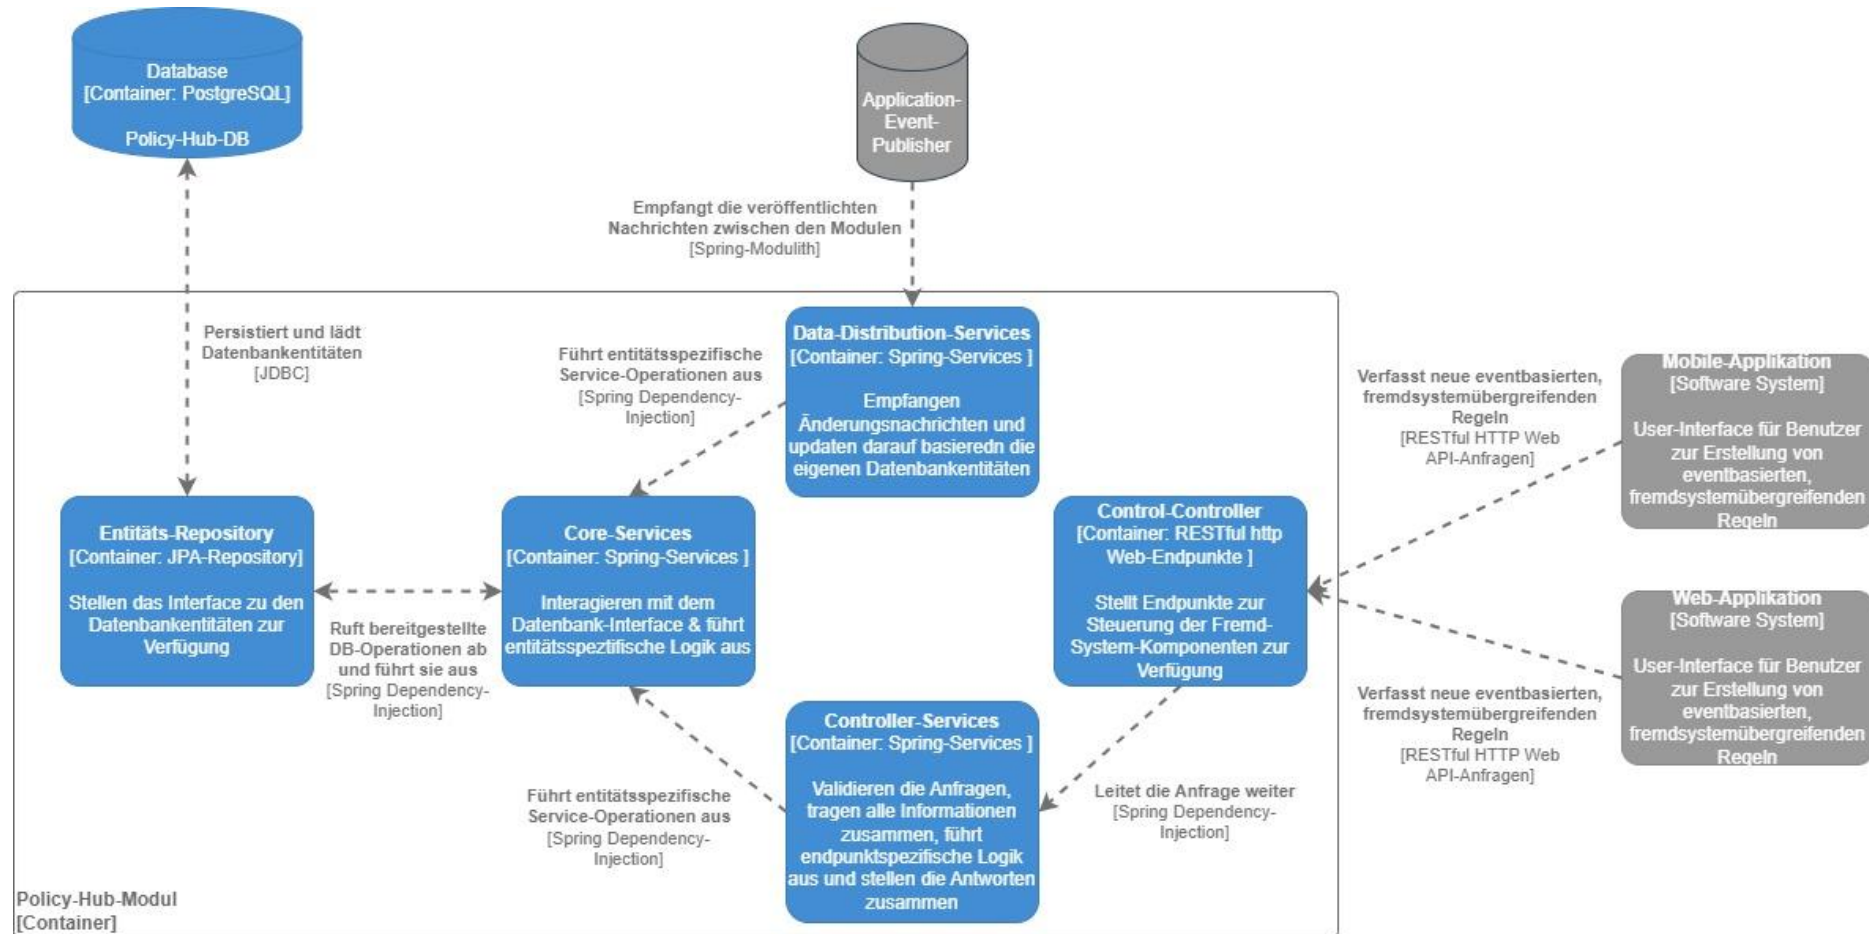 Database
[Container: PostgreSQL]
Policy-Hub-DB
Application-
Event-
Publisher
Empfangt die veröffentlichten
Nachrichten zwischen den Modulen
[Spring-Modulith]
Persistiert und lädt
Datenbankentitäten
[JDBC]
Führt entitätsspezifische
Service-Operationen aus
[Spring Dependency-
Injection]
Data-Distribution-Services
[Container: Spring-Services ]
Empfangen
Änderungsnachrichten und
updaten darauf basieredn die
eigenen Datenbankentitäten
Verfasst neue eventbasierten,
fremdsystemübergreifenden
Regeln
[RESTful HTTP Web
API-Anfragen]
Mobile-Applikation
[Software System]
User-Interface für Benutzer
zur Erstellung von
eventbasierten,
fremdsystemübergreifenden
Regeln
Entitäts-Repository
[Container: JPA-Repository]
Stellen das Interface zu den
Datenbankentitäten zur
Verfügung
Ruft bereitgestellte
DB-Operationen ab
und führt sie aus
[Spring Dependency-
Injection]
Core-Services
[Container: Spring-Services ]
Interagieren mit dem
Datenbank-Interface & führt
entitätsspeztifische Logik aus
Control-Controller
[Container: RESTful http
Web-Endpunkte ]
Stellt Endpunkte zur
Steuerung der Fremd-
System-Komponenten zur
Verfügung
Web-Applikation
[Software System]
User-Interface für Benutzer
zur Erstellung von
eventbasierten,
fremdsystemübergreifenden
Regeln
Verfasst neue eventbasierten,
fremdsystemübergreifenden
Regeln
[RESTful HTTP Web
API-Anfragen]
Führt entitätsspezifische
Service-Operationen aus
[Spring Dependency-
Injection]
Controller-Services
[Container: Spring-Services ]
Validieren die Anfragen,
tragen alle Informationen
zusammen, führt
endpunktspezifische Logik
aus und stellen die Antworten
zusammen
Leitet die Anfrage weiter
[Spring Dependency-
Injection]
Policy-Hub-Modul
[Container]